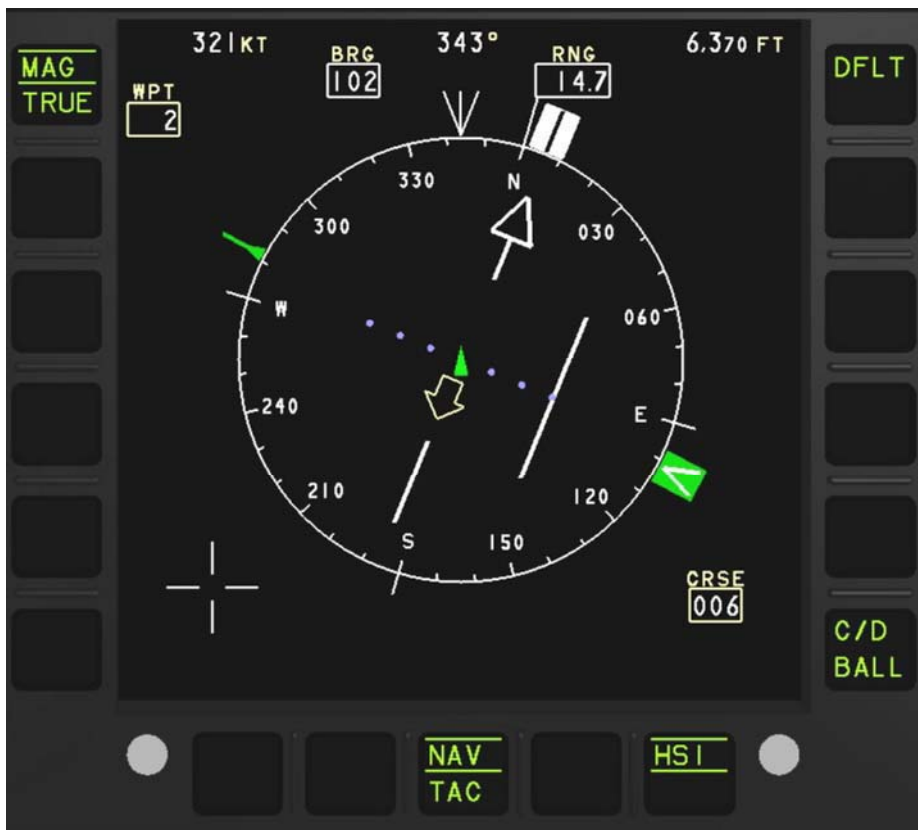 321KT
343°
6,370 FT
BRG
102
RNG
14.7
WPT
2
MAG
TRUE
DFLT
330
N
300
030
W
060
240
E
210
120
S
150
CRSE
006
C/D
BALL
NAV
TAC
HSI